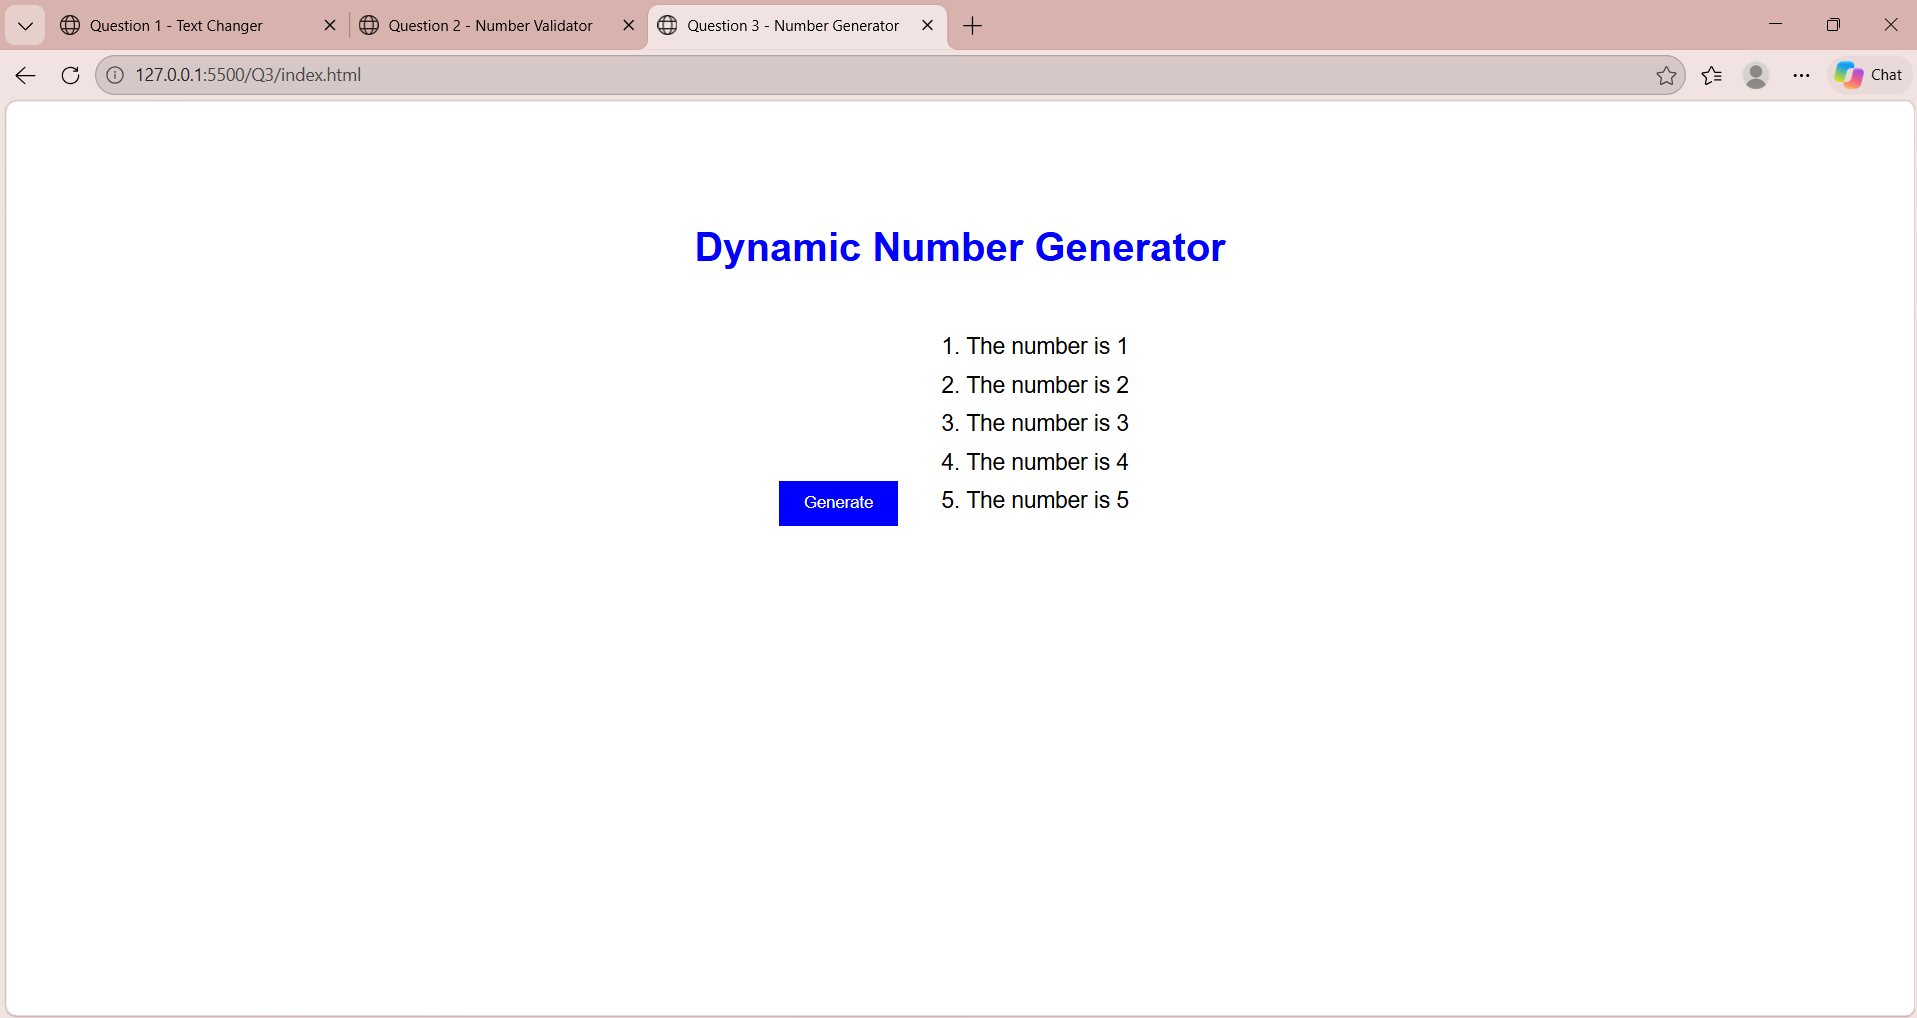 Question 1 - Text Changer
Question 2 - Number Validator
Question 3 - Number Generator
127.0.0.1:5500/Q3/index.html
Chat
Dynamic Number Generator
1. The number is 1
2. The number is 2
3. The number is 3
4. The number is 4
5. The number is 5
Generate